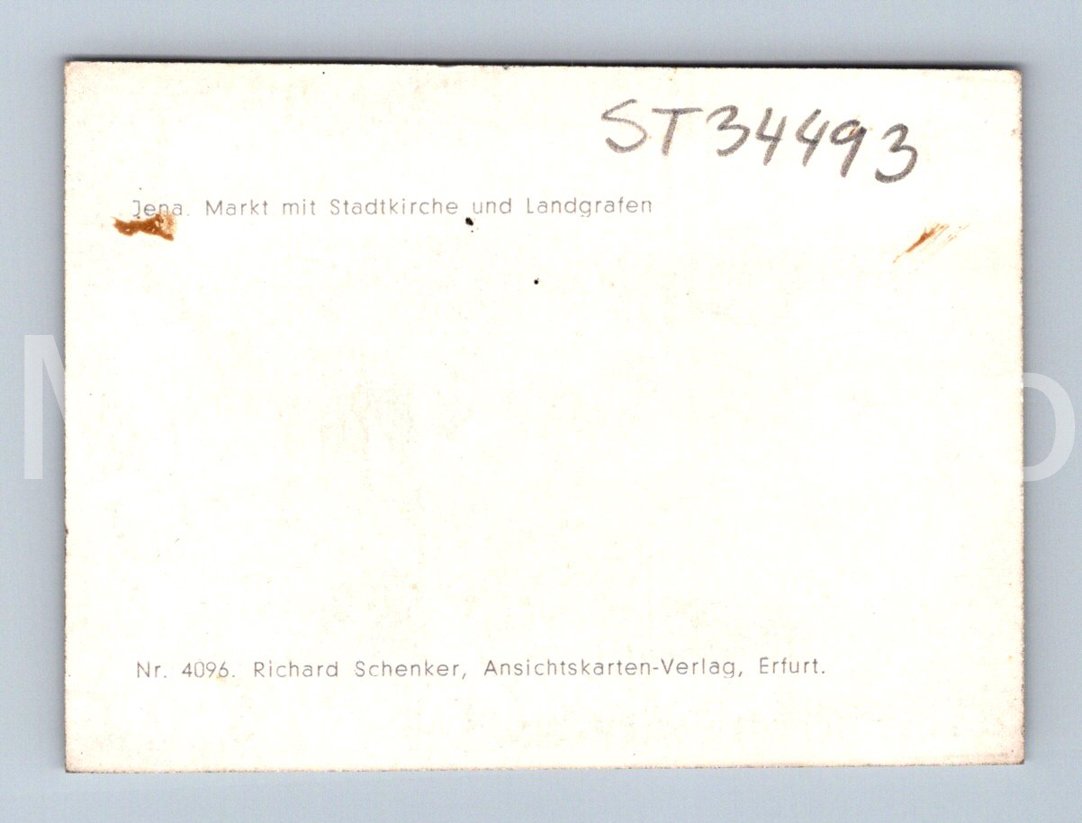 ST34493
Jena. Markt mit Stadtkirche und Landgrafen
Nr. 4096. Richard Schenker, Ansichtskarten-Verlag, Erfurt.